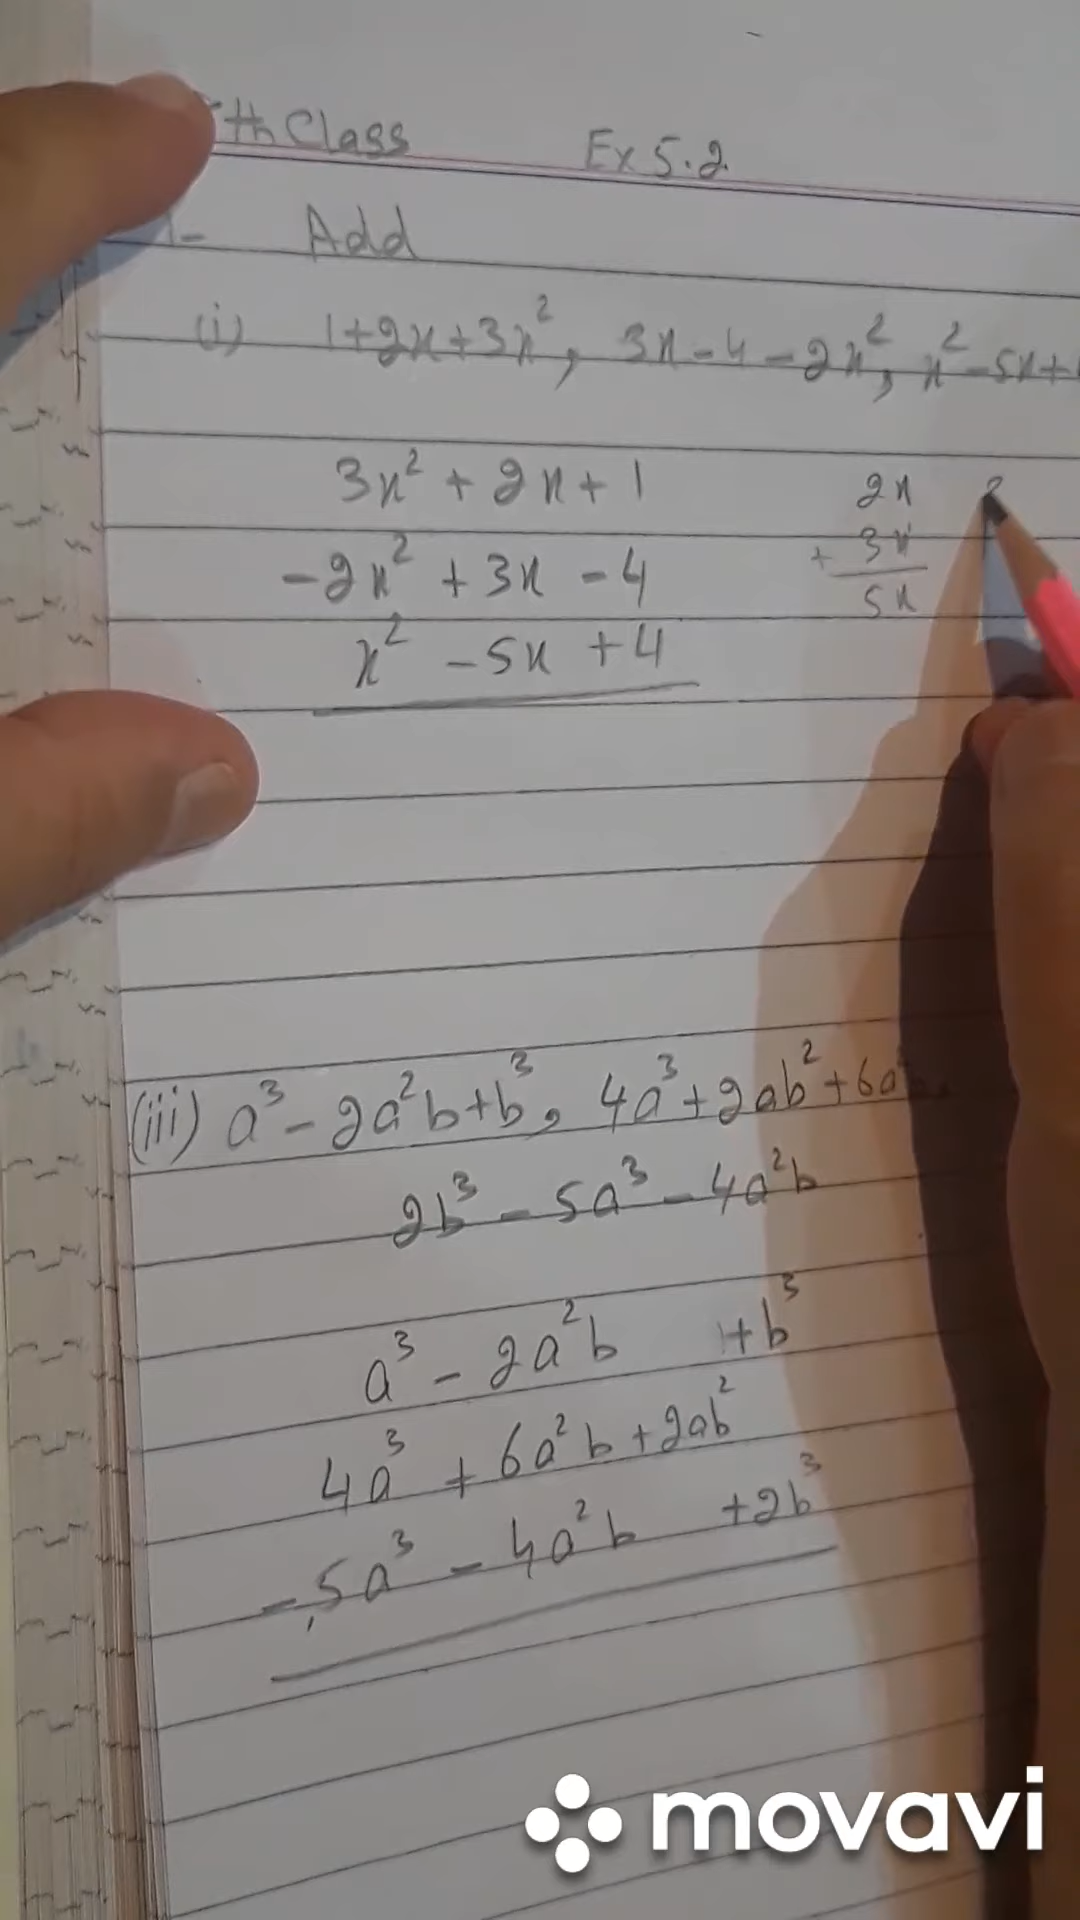 7th Class Ex 5.2
1- Add
(i) 1+2x+3x², 3x-4-2x², x²-5x+
3x² + 2x + 1
-2x² + 3x - 4
x² - 5x + 4
2x
+ 3x
5x
(iii) a³ - 2a²b + b³, 4a³ + 2ab² + 6a
2b³ - 5a³ - 4a²b
a³ - 2a²b + b³
4a³ + 6a²b + 2ab²
- 5a³ - 4a²b + 2b³
movavi